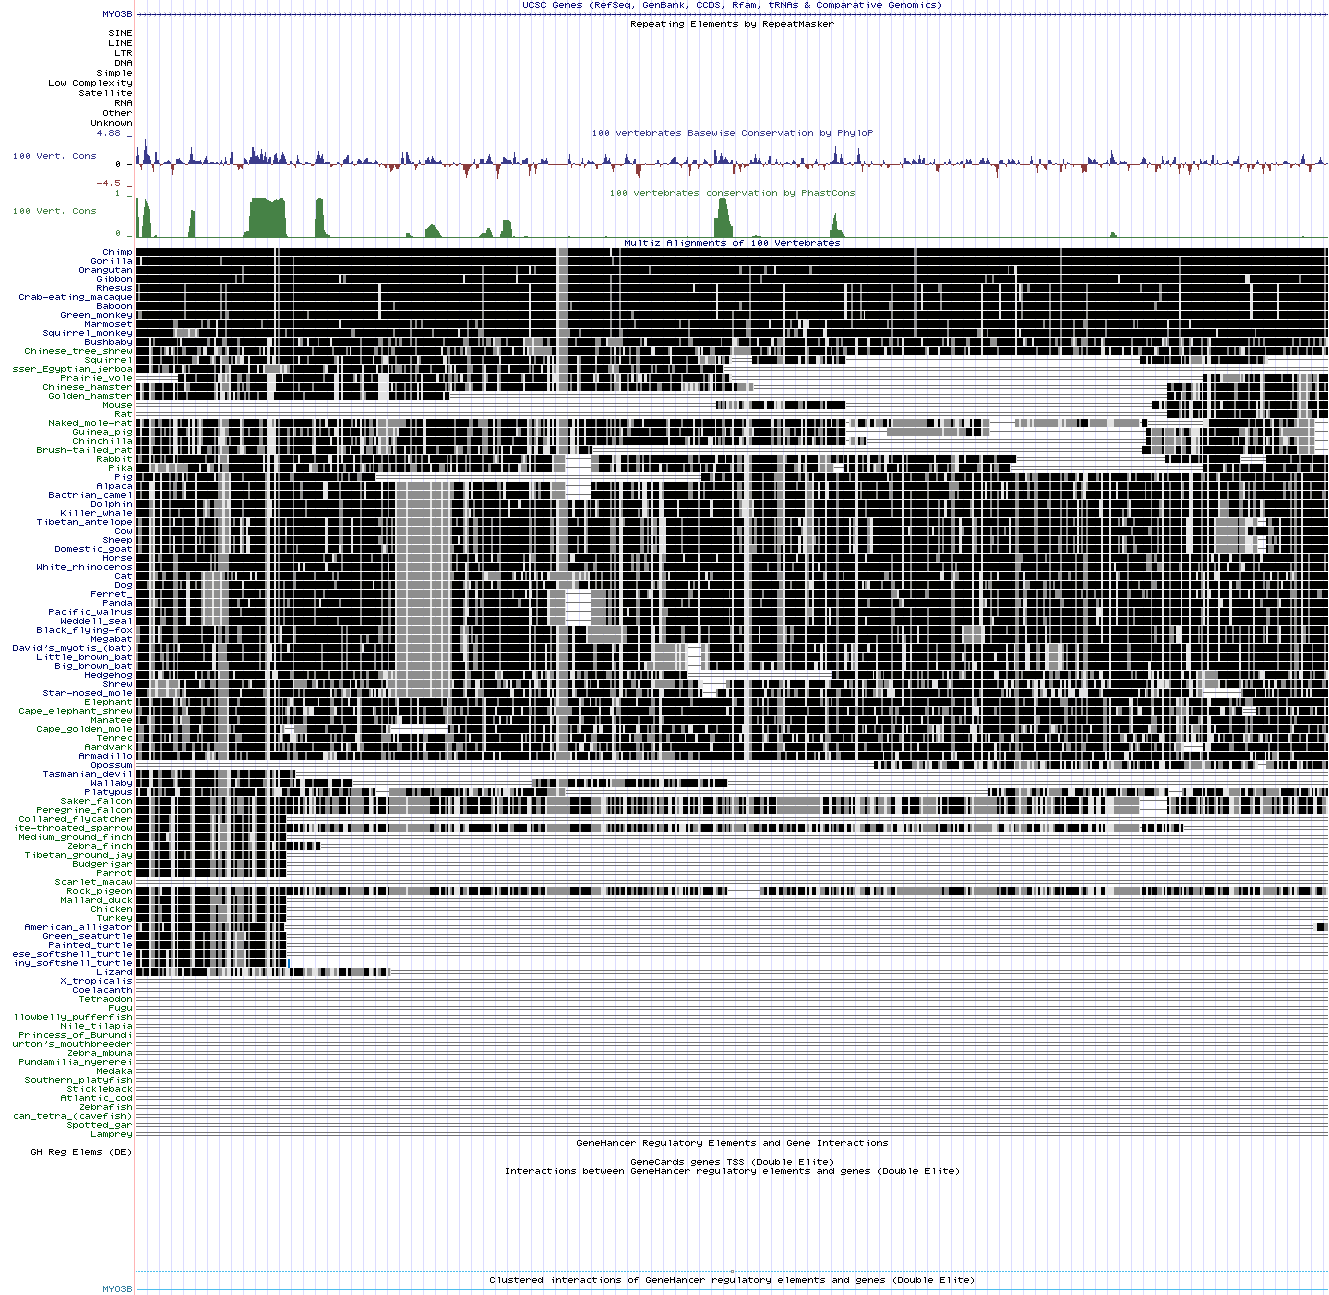 UCSC Genes (RefSeq, GenBank, CCDS, Rfam, tRNAs & Comparative Genomics)
MYO3B
Repeating Elements by RepeatMasker
SINE
LINE
LTR
DNA
Simple
Low Complexity
Satellite
RNA
Other
Unknown
4.88 _
100 vertebrates Basewise Conservation by PhyloP
100 Vert. Cons
0 -
-4.5 _
1 _
100 vertebrates conservation by PhastCons
100 Vert. Cons
0 _
Multiz Alignments of 100 Vertebrates
Chimp
Gorilla
Orangutan
Gibbon
Rhesus
Crab-eating_macaque
Baboon
Green_monkey
Marmoset
Squirrel_monkey
Bushbaby
Chinese_tree_shrew
Squirrel
sser_Egyptian_jerboa
Prairie_vole
Chinese_hamster
Golden_hamster
Mouse
Rat
Naked_mole-rat
Guinea_pig
Chinchilla
Brush-tailed_rat
Rabbit
Pika
Pig
Alpaca
Bactrian_camel
Dolphin
Killer_whale
Tibetan_antelope
Cow
Sheep
Domestic_goat
Horse
White_rhinoceros
Cat
Dog
Ferret_
Panda
Pacific_walrus
Weddell_seal
Black_flying-fox
Megabat
David's_myotis_(bat)
Little_brown_bat
Big_brown_bat
Hedgehog
Shrew
Star-nosed_mole
Elephant
Cape_elephant_shrew
Manatee
Cape_golden_mole
Tenrec
Aardvark
Armadillo
Opossum
Tasmanian_devil
Wallaby
Platypus
Saker_falcon
Peregrine_falcon
Collared_flycatcher
ite-throated_sparrow
Medium_ground_finch
Zebra_finch
Tibetan_ground_jay
Budgerigar
Parrot
Scarlet_macaw
Rock_pigeon
Mallard_duck
Chicken
Turkey
American_alligator
Green_seaturtle
Painted_turtle
ese_softshell_turtle
iny_softshell_turtle
Lizard
X_tropicalis
Coelacanth
Tetraodon
Fugu
llowbelly_pufferfish
Nile_tilapia
Princess_of_Burundi
urton's_mouthbreeder
Zebra_mbuna
Pundamilia_nyererei
Medaka
Southern_platyfish
Stickleback
Atlantic_cod
Zebrafish
can_tetra_(cavefish)
Spotted_gar
Lamprey
GeneHancer Regulatory Elements and Gene Interactions
GH Reg Elems (DE)
GeneCards genes TSS (Double Elite)
Interactions between GeneHancer regulatory elements and genes (Double Elite)
Clustered interactions of GeneHancer regulatory elements and genes (Double Elite)
MYO3B